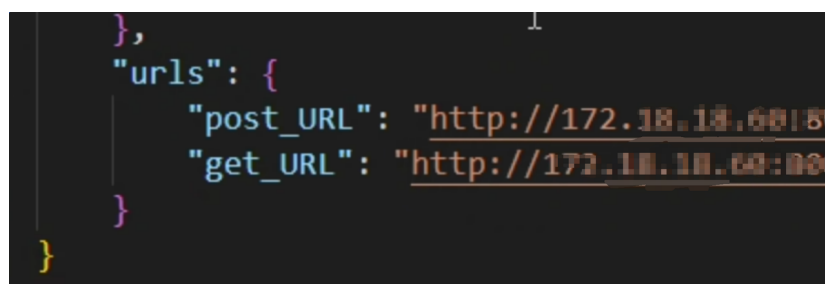 },
"urls": {
"post_URL": "http://172.
"get_URL": "http://17
}
}